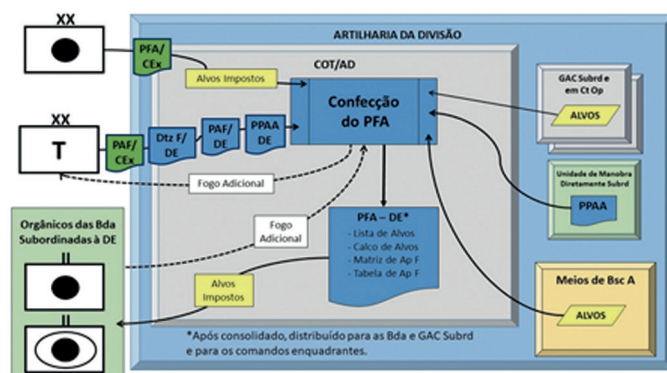 XX
PFA/
CEx
Alvos Impostos
XX
T
PAF/
CEx
Dtz F/
DE
PAF/
DE
PPAA
DE
Fogo Adicional
Orgânicos das Bda
Subordinadas à DE
II
II
Fogo
Adicional
Alvos
Impostos
ARTILHARIA DA DIVISÃO
COT/AD
Confecção
do PFA
PFA – DE*
- Lista de Alvos
- Calco de Alvos
- Matriz de Ap F
- Tabela de Ap F
*Após consolidado, distribuído para as Bda e GAC Subrd
e para os comandos enquadrantes.
GAC Subrd e
em Ct Op
ALVOS
Unidade de Manobra
Diretamente Subrd
PPAA
Meios de Bsc A
ALVOS